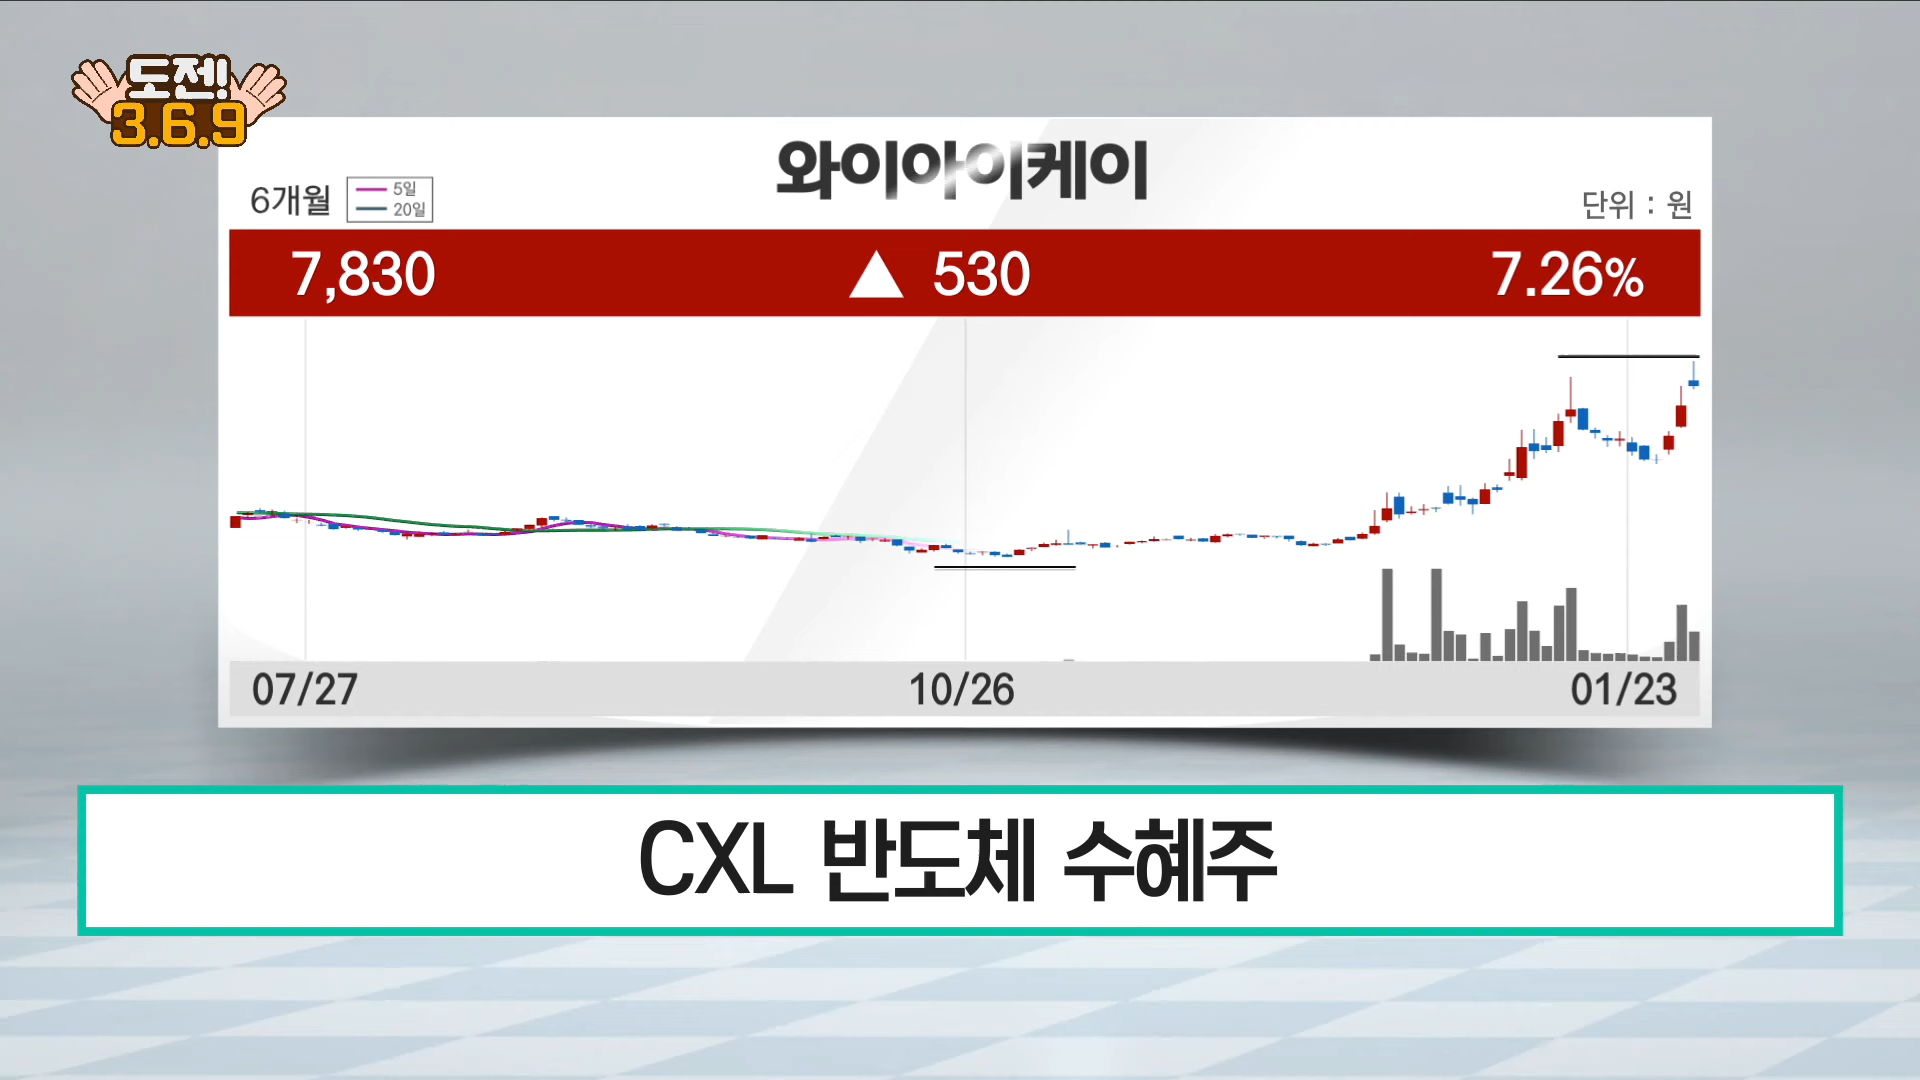 도젠!
3.6.9
와이아이케이
6개월
5일
20일
단위 : 원
7,830 ▲ 530 7.26%
07/27 10/26 01/23
CXL 반도체 수혜주